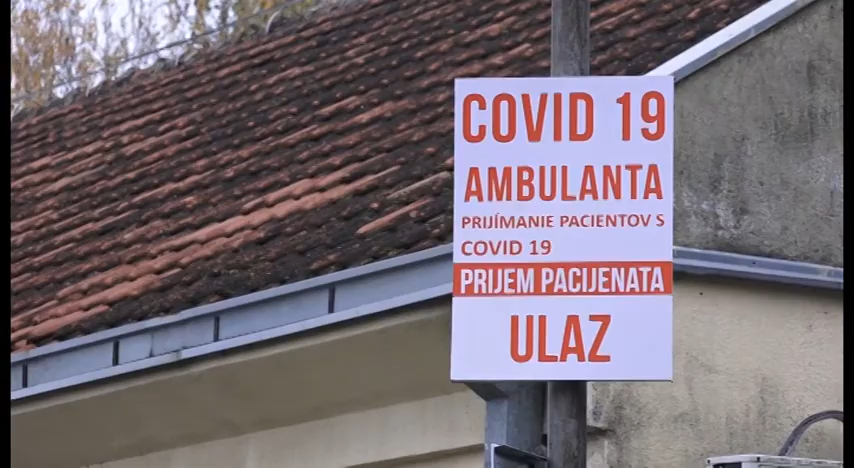 COVID 19
AMBULANTA
PRIJÍMANIE PACIENTOV S
COVID 19
PRIJEM PACIJENATA
ULAZ